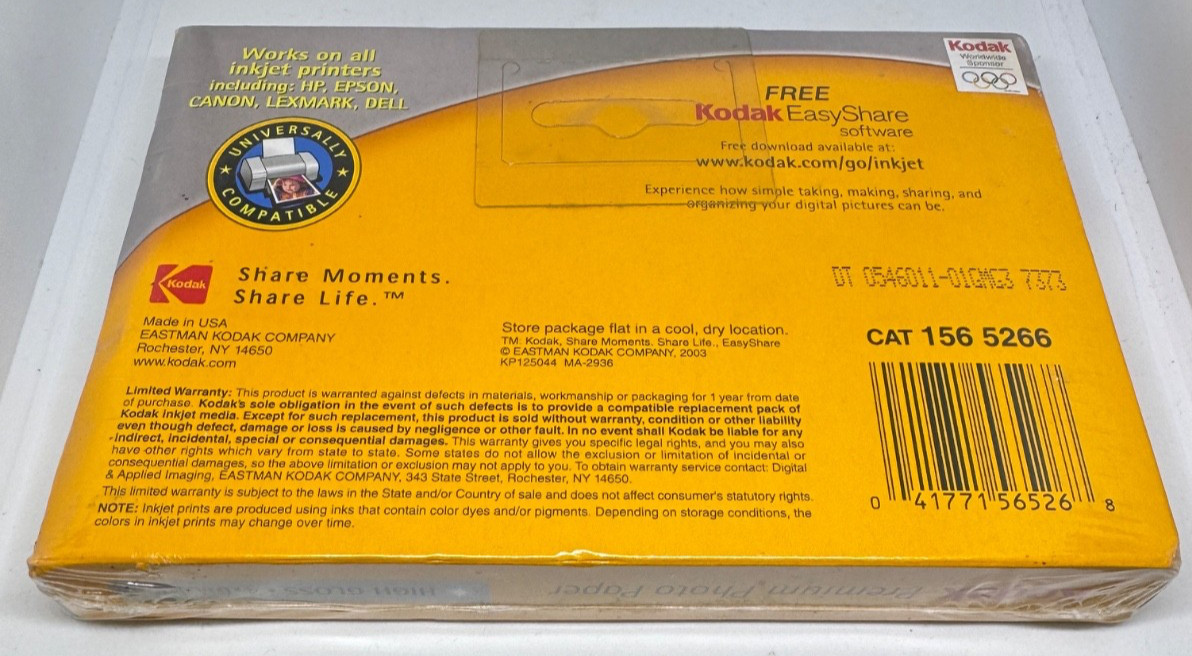 Works on all
inkjet printers
including: HP, EPSON,
CANON, LEXMARK, DELL
UNIVERSALLY
COMPATIBLE
Kodak
Worldwide
Sponsor
FREE
Kodak EasyShare
software
Free download available at:
www.kodak.com/go/inkjet
Experience how simple taking, making, sharing, and
organizing your digital pictures can be.
Kodak
Share Moments.
Share Life.™
Made in USA
EASTMAN KODAK COMPANY
Rochester, NY 14650
www.kodak.com
Store package flat in a cool, dry location.
TM: Kodak, Share Moments. Share Life., EasyShare
© EASTMAN KODAK COMPANY, 2003
KP125044 MA-2936
DT 0546011-01GMG3 7373
CAT 156 5266
Limited Warranty: This product is warranted against defects in materials, workmanship or packaging for 1 year from date
of purchase. Kodak's sole obligation in the event of such defects is to provide a compatible replacement pack of
Kodak inkjet media. Except for such replacement, this product is sold without warranty, condition or other liability
even though defect, damage or loss is caused by negligence or other fault. In no event shall Kodak be liable for any
indirect, incidental, special or consequential damages. This warranty gives you specific legal rights, and you may also
have other rights which vary from state to state. Some states do not allow the exclusion or limitation of incidental or
consequential damages, so the above limitation or exclusion may not apply to you. To obtain warranty service contact: Digital
& Applied Imaging, EASTMAN KODAK COMPANY, 343 State Street, Rochester, NY 14650.
This limited warranty is subject to the laws in the State and/or Country of sale and does not affect consumer's statutory rights.
NOTE: Inkjet prints are produced using inks that contain color dyes and/or pigments. Depending on storage conditions, the
colors in inkjet prints may change over time.
0 41771 56526 8
Premium Photo Paper
HIGH GLOSS